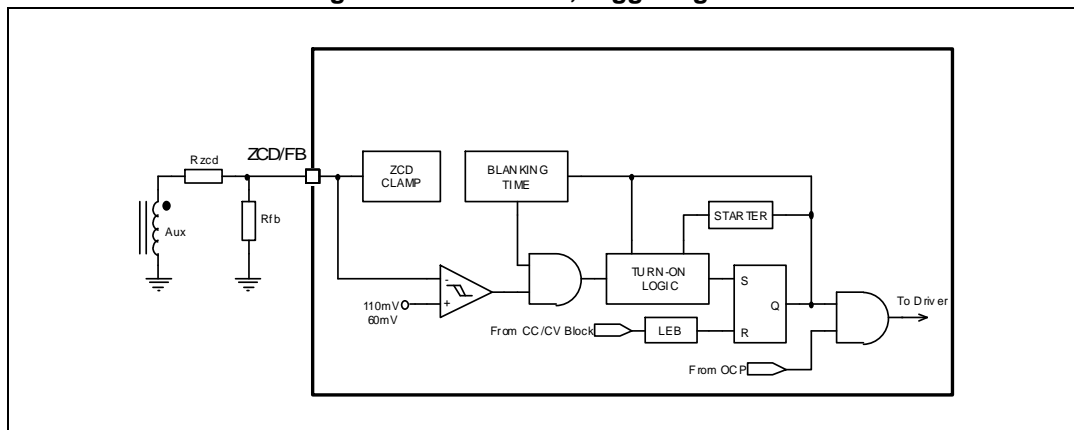 ZCD/FB
Rzcd
Rfb
Aux
ZCD
CLAMP
BLANKING
TIME
STARTER
TURN-ON
LOGIC
110mV
60mV
-
+
S
Q
R
To Driver
From CC/CV Block
LEB
From OCP